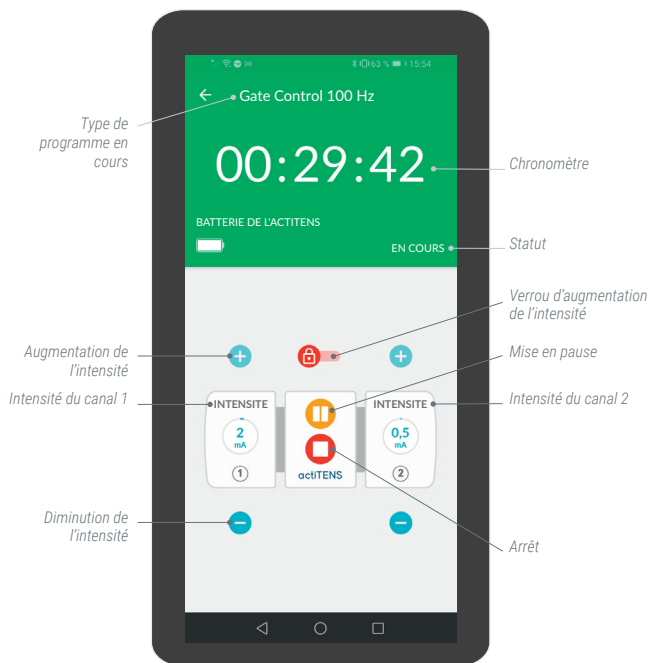 63 % 15:54
Gate Control 100 Hz
Type de
programme en
cours
00:29:42
Chronomètre
BATTERIE DE L'ACTITENS
EN COURS
Statut
Verrou d'augmentation
de l'intensité
Augmentation de
l'intensité
Mise en pause
Intensité du canal 1
INTENSITE
INTENSITE
Intensité du canal 2
2
mA
0,5
mA
1
actiTENS
2
Diminution de
l'intensité
Arrêt